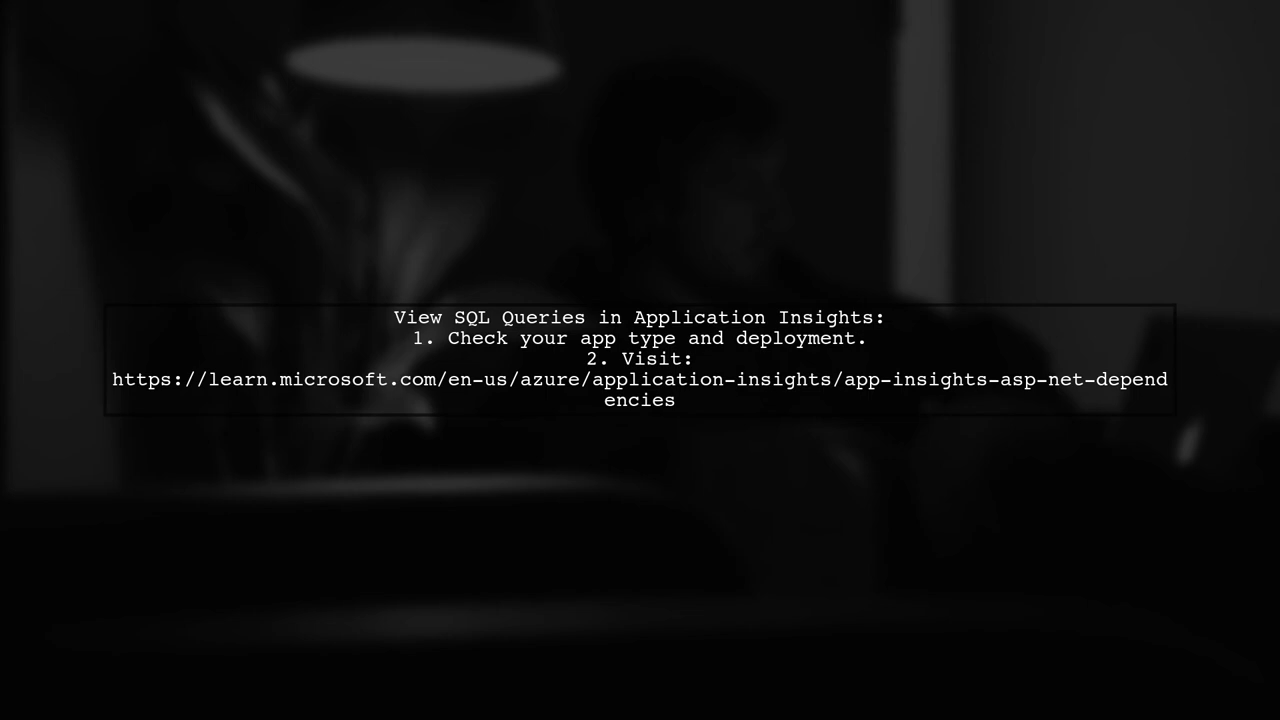 View SQL Queries in Application Insights:
1. Check your app type and deployment.
2. Visit:
https://learn.microsoft.com/en-us/azure/application-insights/app-insights-asp-net-depend
encies